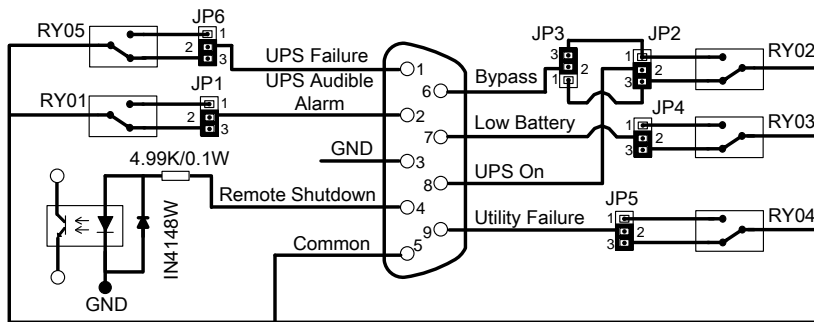 RY05
JP6
1
2
3
UPS Failure
RY01
JP1
1
2
3
UPS Audible
Alarm
GND
4.99K/0.1W
Remote Shutdown
IN4148W
GND
Common
1
2
3
4
5
6
7
8
9
Bypass
Low Battery
UPS On
Utility Failure
JP3
3
2
1
JP2
1
2
3
RY02
JP4
1
2
3
RY03
JP5
1
2
3
RY04